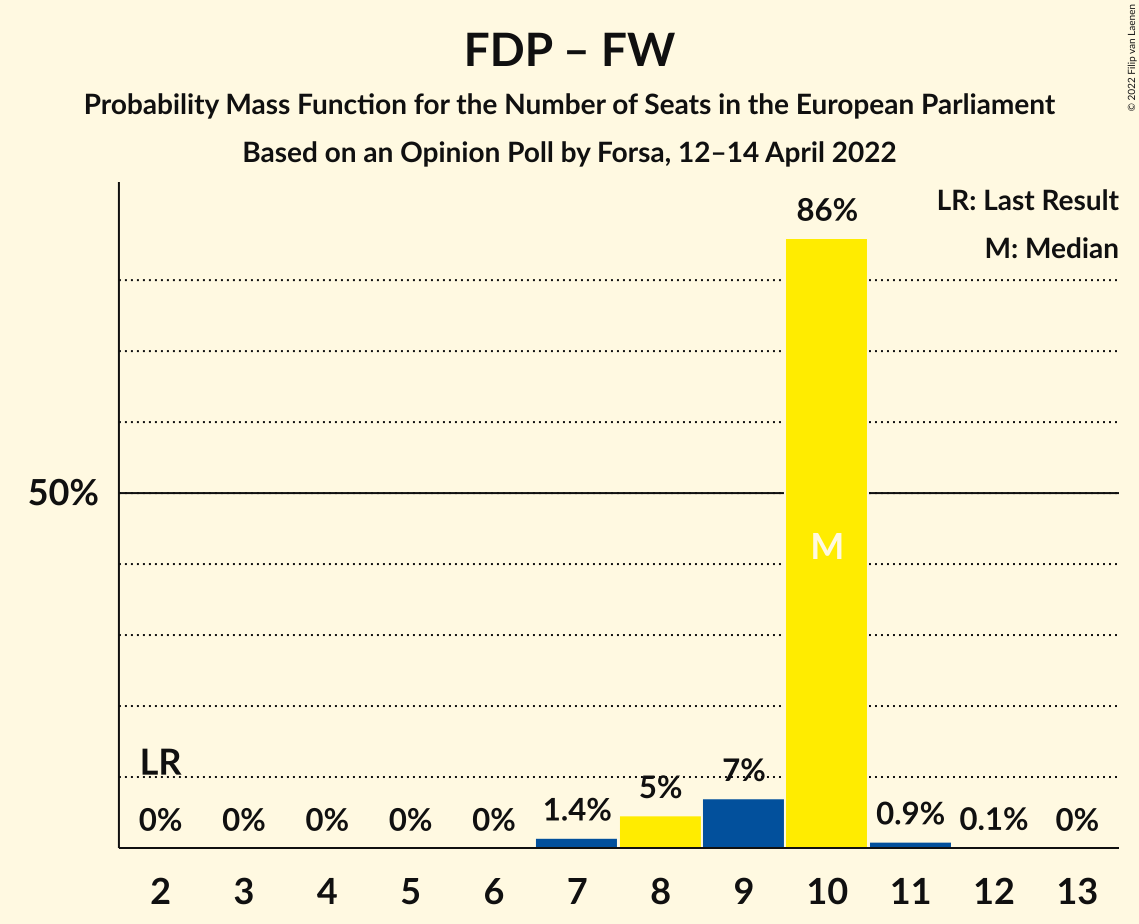 FDP – FW
Probability Mass Function for the Number of Seats in the European Parliament
Based on an Opinion Poll by Forsa, 12–14 April 2022
© 2022 Filip van Laenen
LR: Last Result
M: Median
86%
50%
M
LR
0% 0% 0% 0% 0% 1.4% 5% 7% 0.9% 0.1% 0%
2 3 4 5 6 7 8 9 10 11 12 13